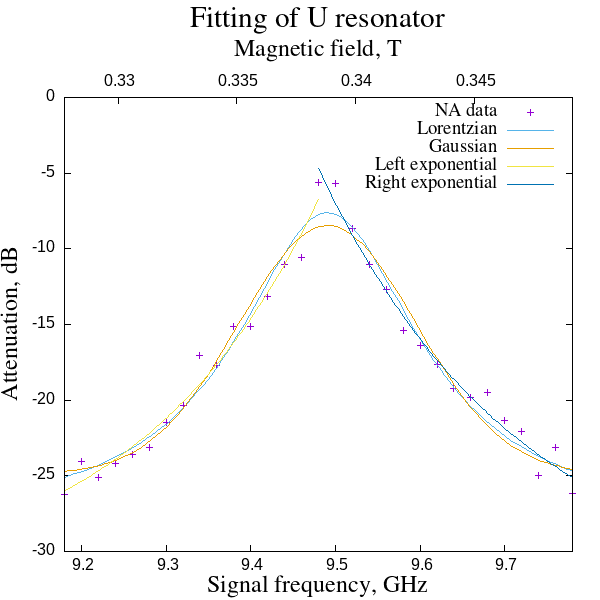 Fitting of U resonator
Magnetic field, T
0.33 0.335 0.34 0.345
0
-5
-10
-15
-20
-25
-30
Attenuation, dB
NA data
Lorentzian
Gaussian
Left exponential
Right exponential
9.2 9.3 9.4 9.5 9.6 9.7
Signal frequency, GHz